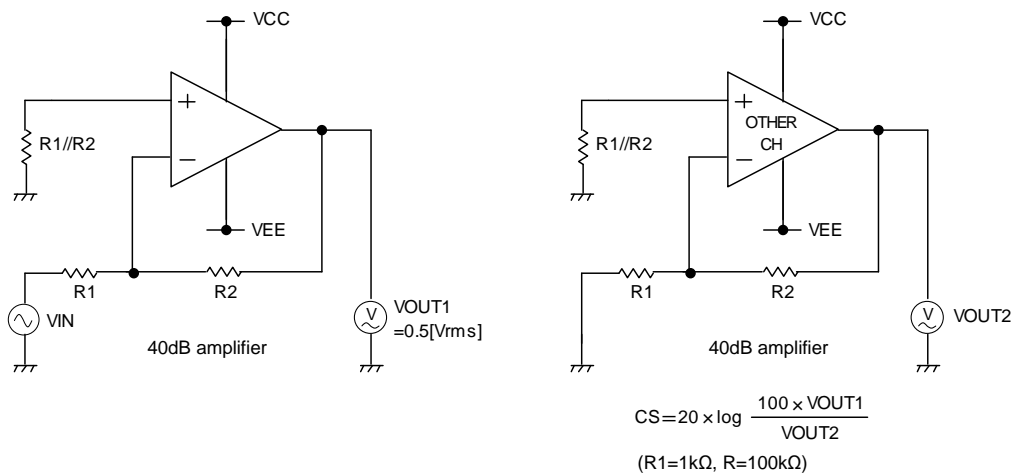 VCC
+
R1//R2
−
VEE
R1
R2
VIN
V
VOUT1
=0.5[Vrms]
40dB amplifier
VCC
+
OTHER
CH
R1//R2
−
VEE
R1
R2
V
VOUT2
40dB amplifier
CS=20×log 100×VOUT1
VOUT2
(R1=1kΩ, R=100kΩ)